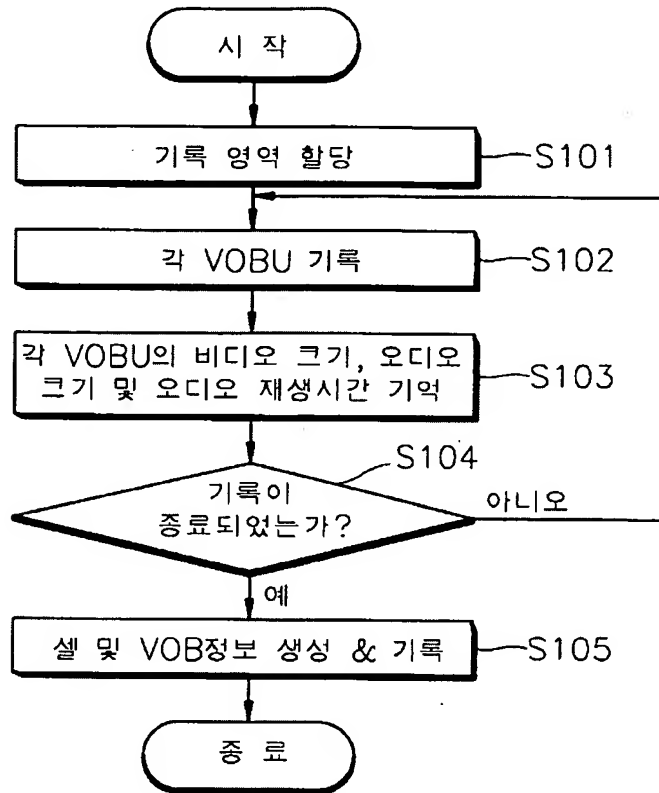 시 작
기록 영역 할당
S101
각 VOBU 기록
S102
각 VOBU의 비디오 크기, 오디오
크기 및 오디오 재생시간 기억
S103
S104
기록이
종료되었는가?
아니오
예
셀 및 VOB정보 생성 & 기록
S105
종 료